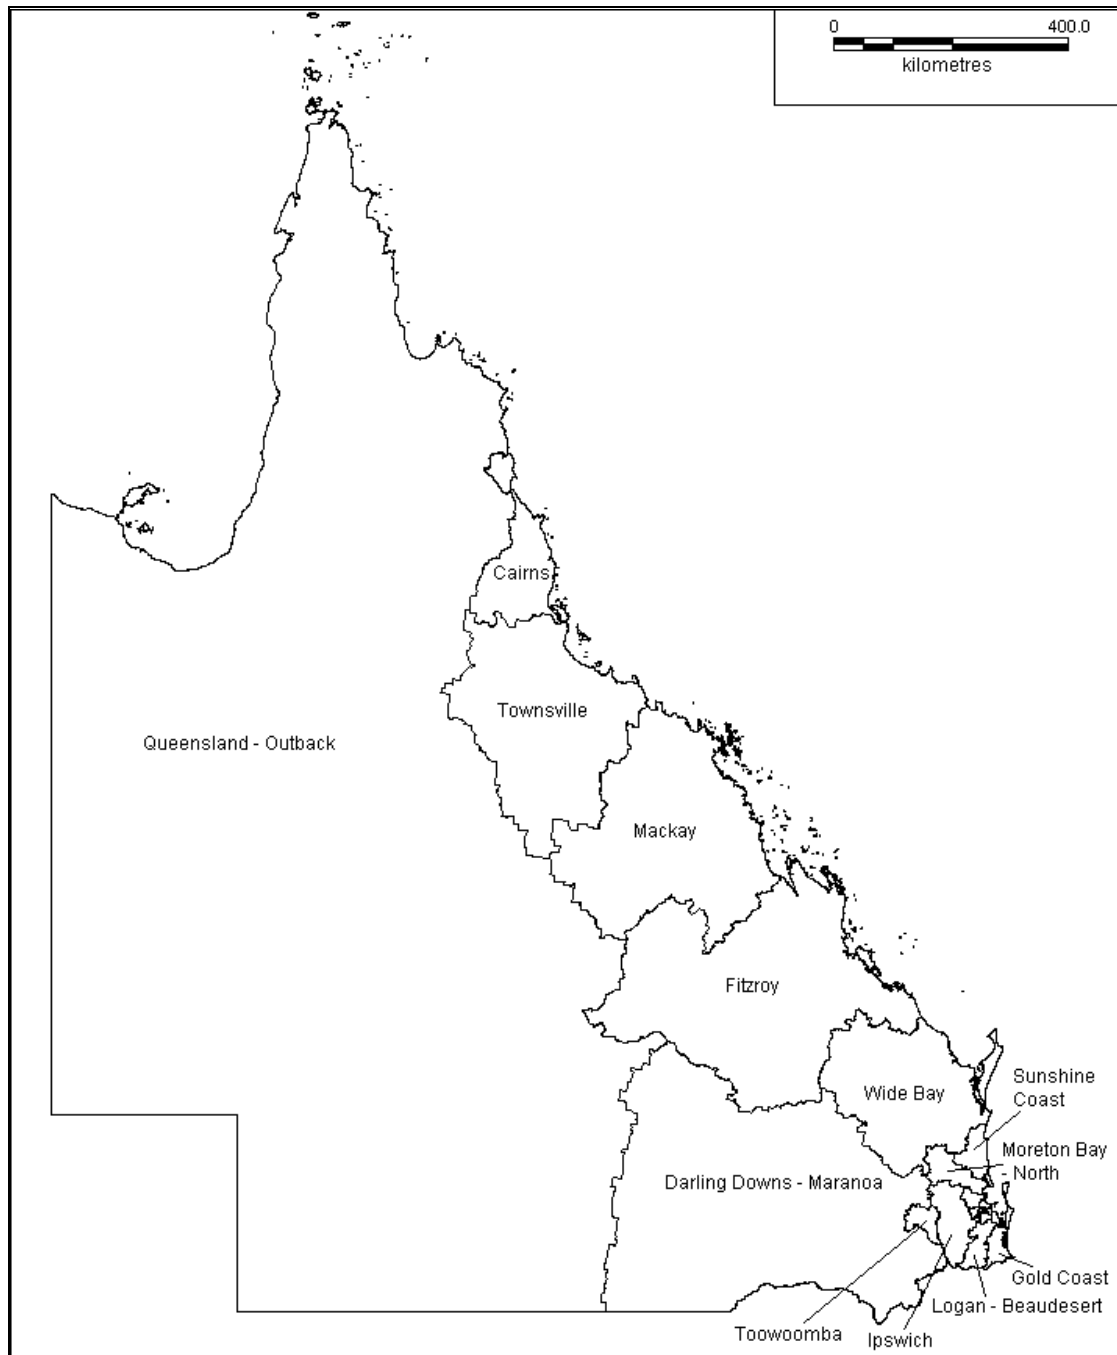 0 400.0
kilometres
Cairns
Townsville
Queensland - Outback
Mackay
Fitzroy
Wide Bay
Sunshine
Coast
Moreton Bay
- North
Darling Downs - Maranoa
Gold Coast
Logan - Beaudesert
Toowoomba
Ipswich